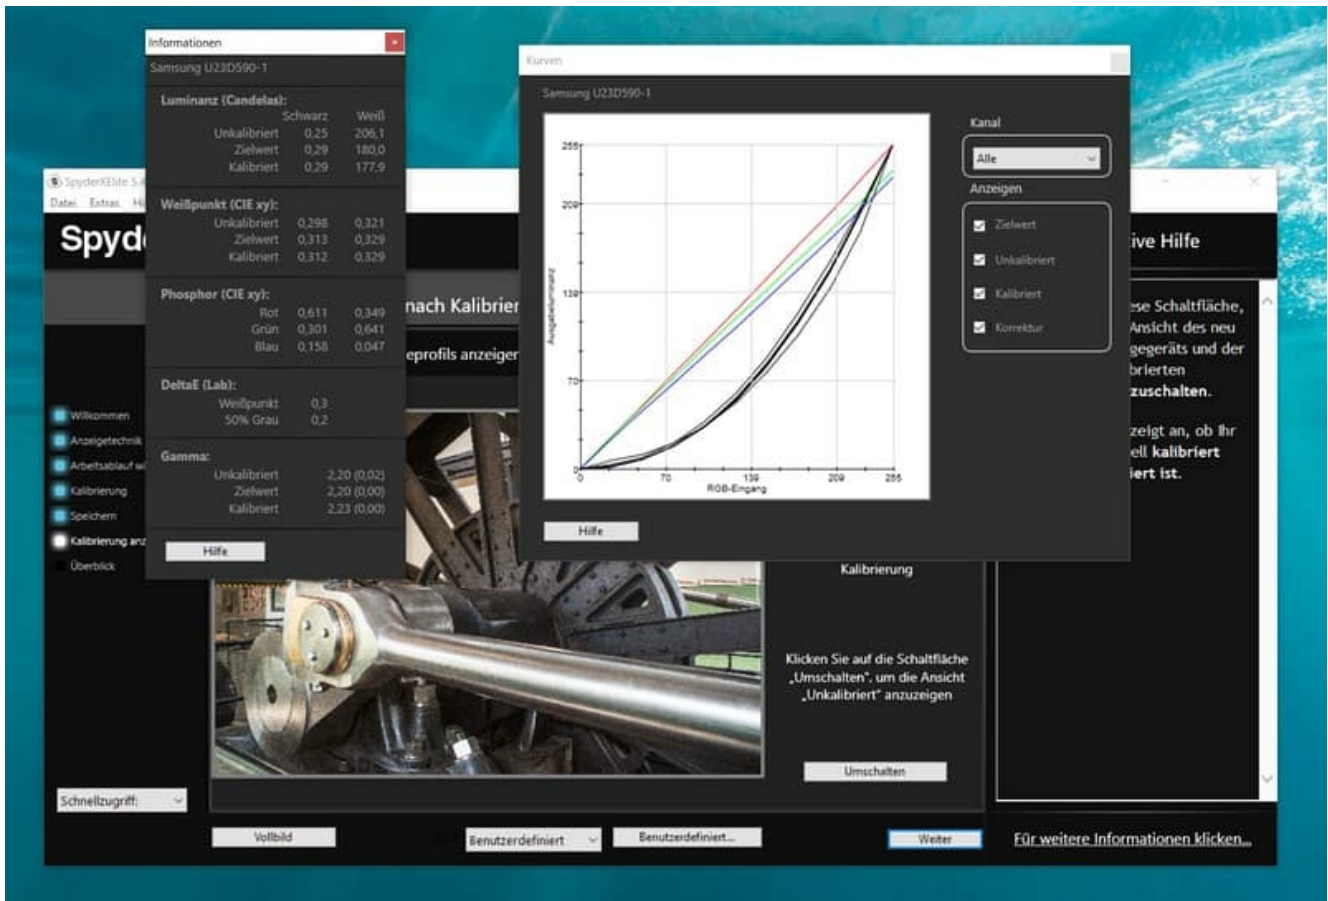 Informationen
Samsung U23D590-1
Luminanz (Candelas):
Schwarz Weiß
Unkalibriert 0,25 206,1
Zielwert 0,29 180,0
Kalibriert 0,29 177,9
Weißpunkt (CIE xy):
Unkalibriert 0,298 0,321
Zielwert 0,313 0,329
Kalibriert 0,312 0,329
Phosphor (CIE xy):
Rot 0,611 0,349
Grün 0,301 0,641
Blau 0,158 0,047
DeltaE (Lab):
Weißpunkt 0,3
50% Grau 0,2
Gamma:
Unkalibriert 2,20 (0,02)
Zielwert 2,20 (0,00)
Kalibriert 2,23 (0,00)
Hilfe
Kurven
Samsung U23D590-1
255
209
139
70
0
Ausgabeluminanz
0 70 139 209 255
RGB-Eingang
Kanal
Alle
Anzeigen
Zielwert
Unkalibriert
Kalibriert
Korrektur
Hilfe
SpyderXElite 5.4
Datei Extras
Spyd
nach Kalibrier
eprofils anzeigen
Willkommen
Anzeigetechnik
Arbeitsablauf
Kalibrierung
Speichern
Kalibrierung anz
Überblick
Schnellzugriff:
Kalibrierung
Klicken Sie auf die Schaltfläche
„Umschalten“, um die Ansicht
„Unkalibriert“ anzuzeigen
Umschalten
Vollbild
Benutzerdefiniert
Benutzerdefiniert...
Weiter
ive Hilfe
ese Schaltfläche,
Ansicht des neu
gegeräts und der
brierten
zuschalten.
zeigt an, ob Ihr
ell kalibriert
iert ist.
Für weitere Informationen klicken...